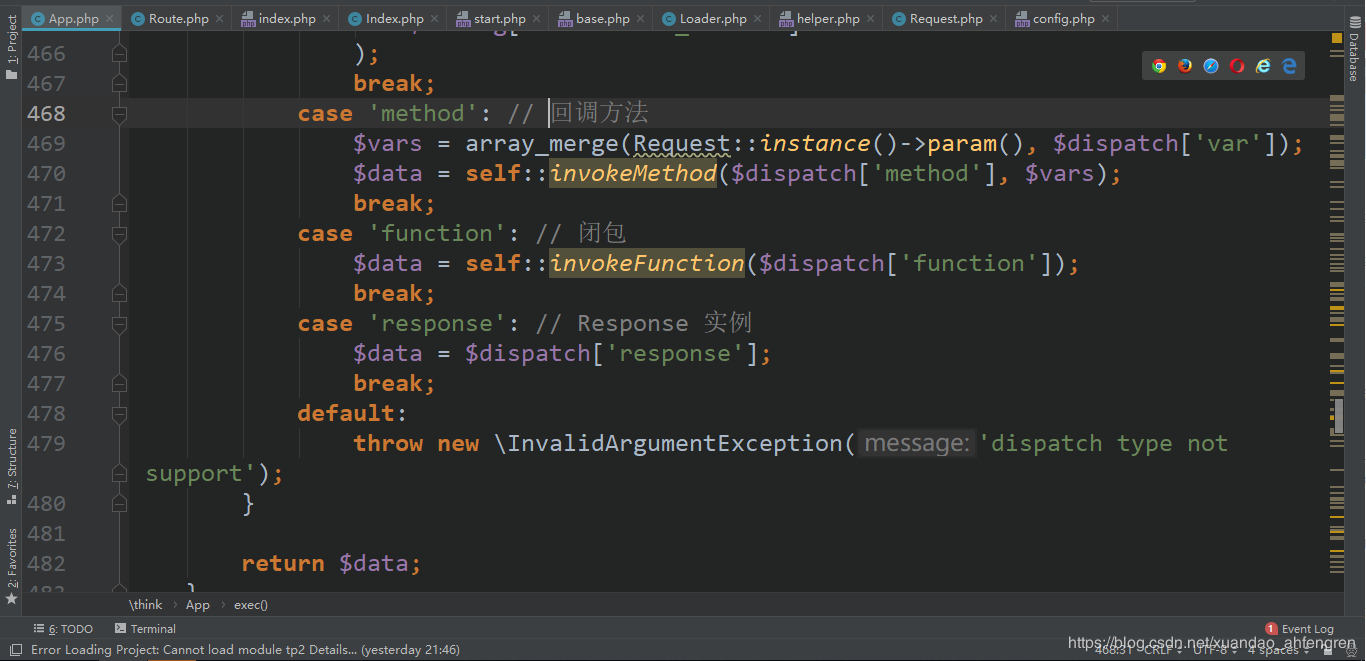 App.php Route.php index.php Index.php start.php base.php Loader.php helper.php Request.php config.php
1: Project
Database
466 );
467 break;
468 case 'method': // 回调方法
469 $vars = array_merge(Request::instance()->param(), $dispatch['var']);
470 $data = self::invokeMethod($dispatch['method'], $vars);
471 break;
472 case 'function': // 闭包
473 $data = self::invokeFunction($dispatch['function']);
474 break;
475 case 'response': // Response 实例
476 $data = $dispatch['response'];
477 break;
478 default:
479 throw new \InvalidArgumentException( message: 'dispatch type not
support');
480 }
481
482 return $data;
7: Structure
2: Favorites
\think App exec()
6: TODO Terminal 1 Event Log
Error Loading Project: Cannot load module tp2 Details... (yesterday 21:46) 468:31 CRLF UTF-8 4 spaces
https://blog.csdn.net/xuandao_ahfengren